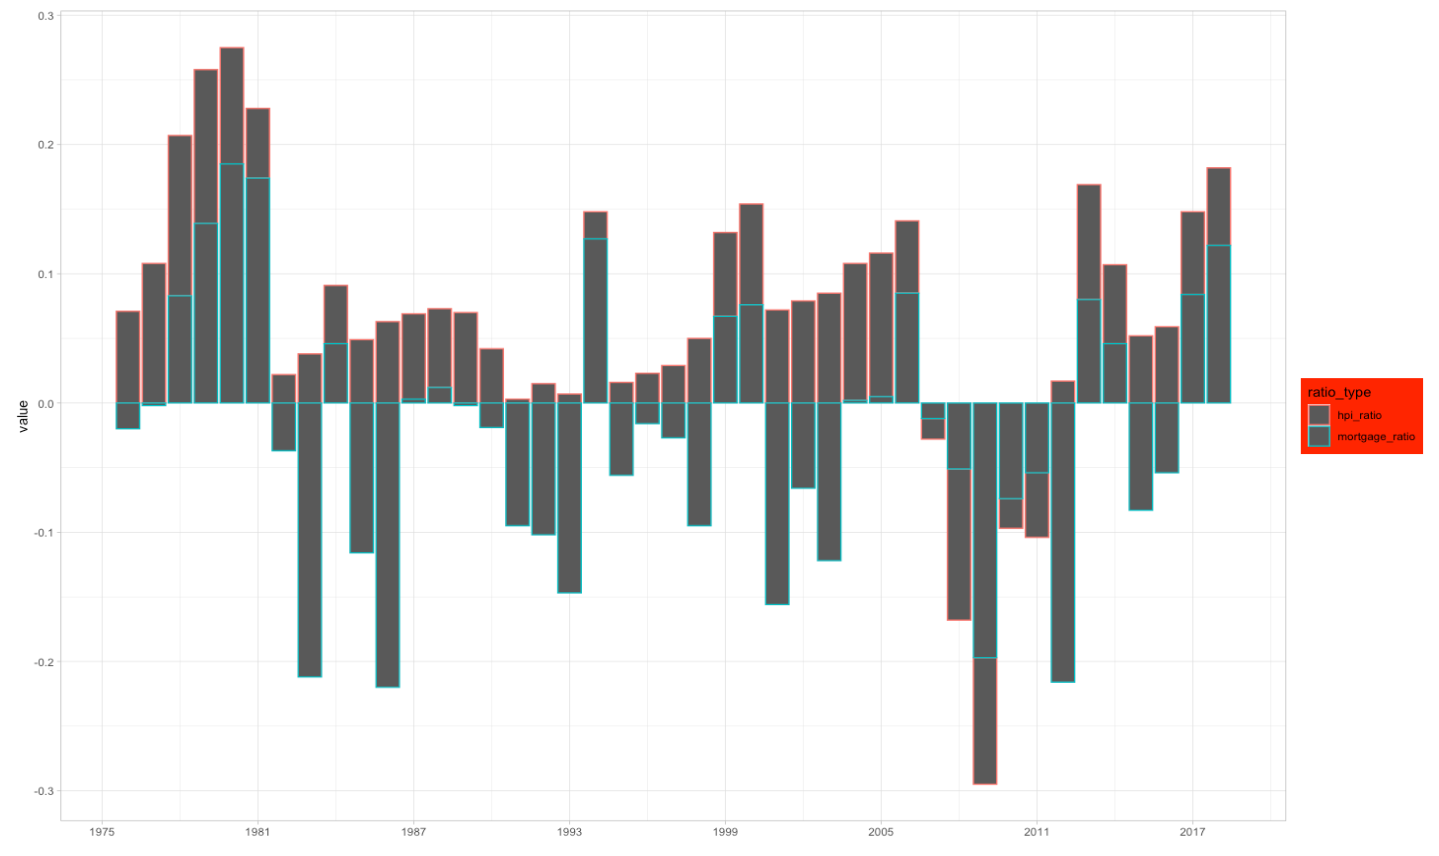 0.3
0.2
0.1
0.0
-0.1
-0.2
-0.3
value
1975 1981 1987 1993 1999 2005 2011 2017
ratio_type
hpi_ratio
mortgage_ratio